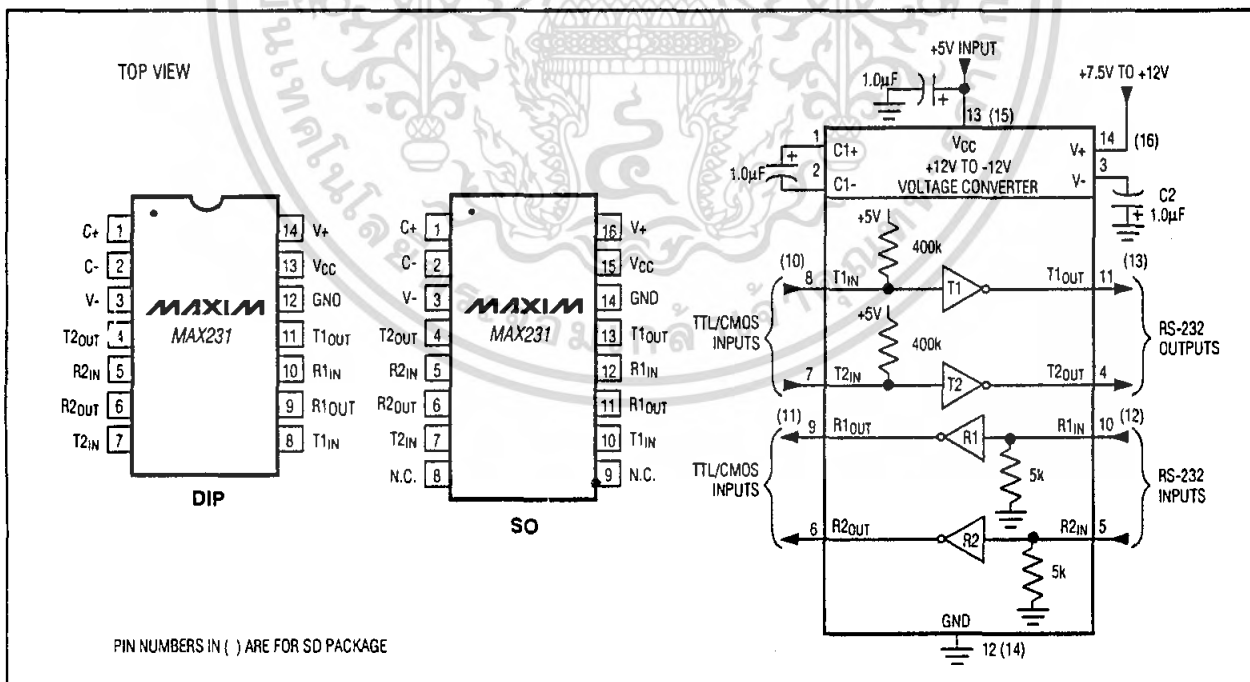 TOP VIEW
C+ 1
C- 2
V- 3
T2OUT 4
R2IN 5
R2OUT 6
T2IN 7
14 V+
13 VCC
12 GND
11 T1OUT
10 R1IN
9 R1OUT
8 T1IN
MAXIM
MAX231
DIP
C+ 1
C- 2
V- 3
T2OUT 4
R2IN 5
R2OUT 6
T2IN 7
N.C. 8
16 V+
15 VCC
14 GND
13 T1OUT
12 R1IN
11 R1OUT
10 T1IN
9 N.C.
MAXIM
MAX231
SO
PIN NUMBERS IN ( ) ARE FOR SD PACKAGE
+5V INPUT
+7.5V TO +12V
1.0µF
+
13 (15)
1
2
1.0µF
+
C1+
C1-
VCC
+12V TO -12V
VOLTAGE CONVERTER
V+
V-
14 (16)
3
C2
1.0µF
+
+5V
400k
(10)
8 T1IN T1 T1OUT 11 (13)
+5V
400k
TTL/CMOS
INPUTS
RS-232
OUTPUTS
7 T2IN T2 T2OUT 4
(11)
9 R1OUT R1 R1IN 10 (12)
5k
TTL/CMOS
INPUTS
RS-232
INPUTS
6 R2OUT R2 R2IN 5
5k
GND
12 (14)